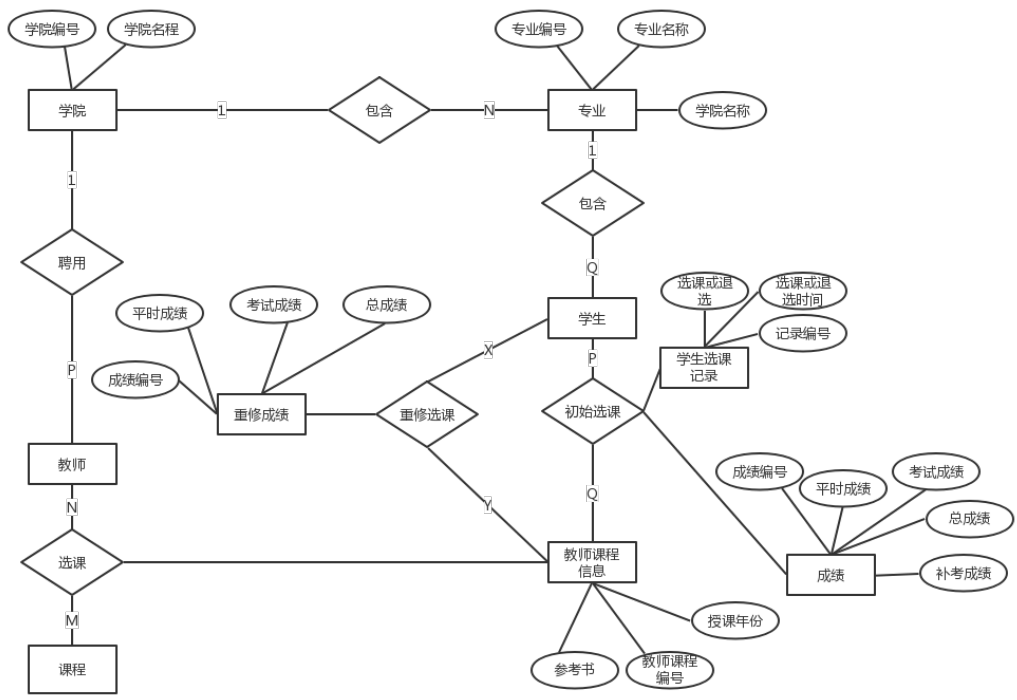 学院编号
学院名程
专业编号
专业名称
学院
1
包含
N
专业
学院名称
1
1
包含
聘用
Q
选课或退
选
选课或退
选时间
平时成绩
考试成绩
总成绩
学生
记录编号
X
P
学生选课
记录
P
成绩编号
重修成绩
重修选课
初始选课
教师
成绩编号
平时成绩
考试成绩
N
Y
Q
总成绩
选课
教师课程
信息
成绩
补考成绩
M
授课年份
课程
参考书
教师课程
编号